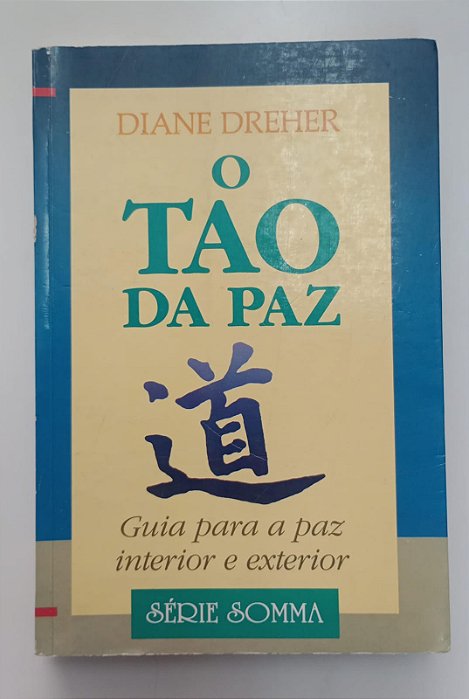 DIANE DREHER
O
TAO
DA PAZ
道
Guia para a paz
interior e exterior
SÉRIE SOMMA